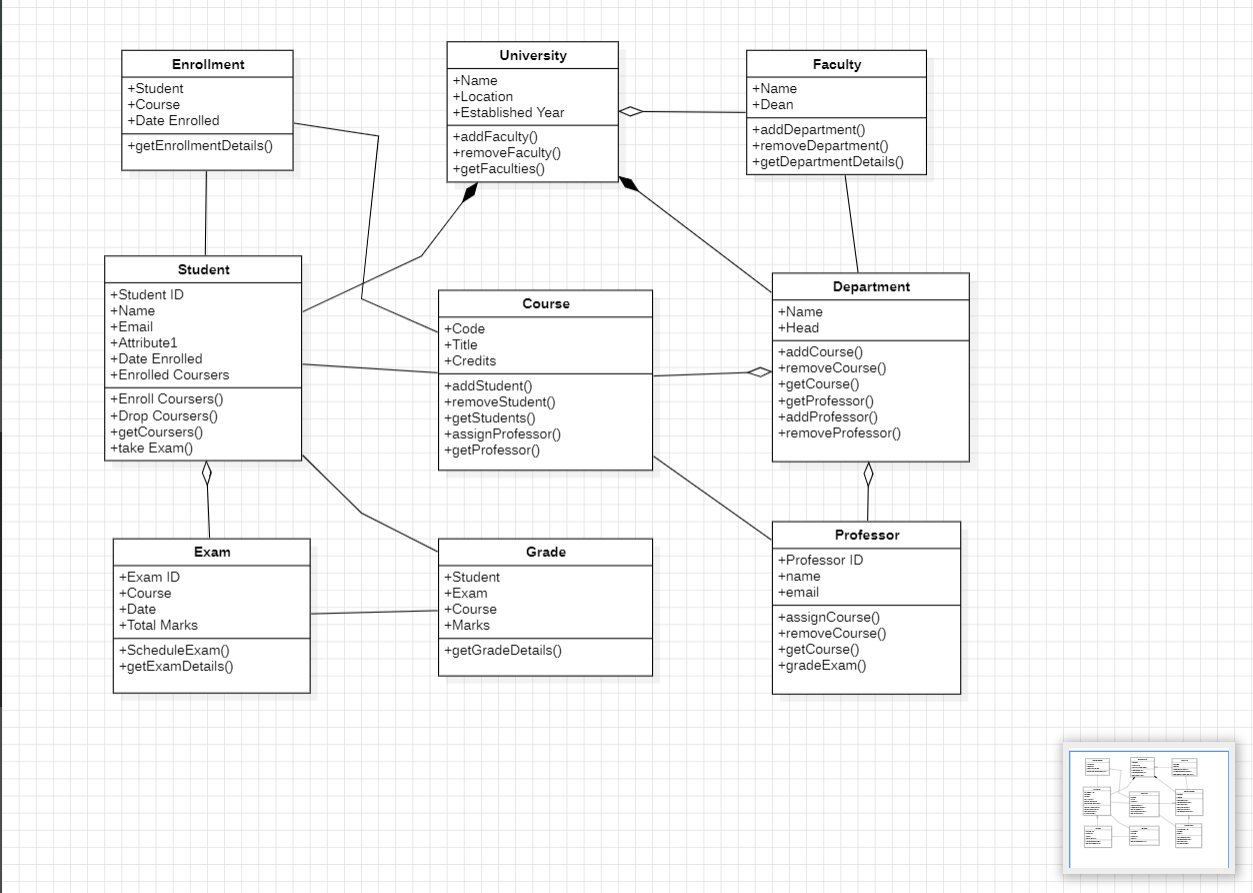 Enrollment
+Student
+Course
+Date Enrolled
+getEnrollmentDetails()
University
+Name
+Location
+Established Year
+addFaculty()
+removeFaculty()
+getFaculties()
Faculty
+Name
+Dean
+addDepartment()
+removeDepartment()
+getDepartmentDetails()
Student
+Student ID
+Name
+Email
+Attribute1
+Date Enrolled
+Enrolled Coursers
+Enroll Coursers()
+Drop Coursers()
+getCoursers()
+take Exam()
Course
+Code
+Title
+Credits
+addStudent()
+removeStudent()
+getStudents()
+assignProfessor()
+getProfessor()
Department
+Name
+Head
+addCourse()
+removeCourse()
+getCourse()
+getProfessor()
+addProfessor()
+removeProfessor()
Exam
+Exam ID
+Course
+Date
+Total Marks
+ScheduleExam()
+getExamDetails()
Grade
+Student
+Exam
+Course
+Marks
+getGradeDetails()
Professor
+Professor ID
+name
+email
+assignCourse()
+removeCourse()
+getCourse()
+gradeExam()